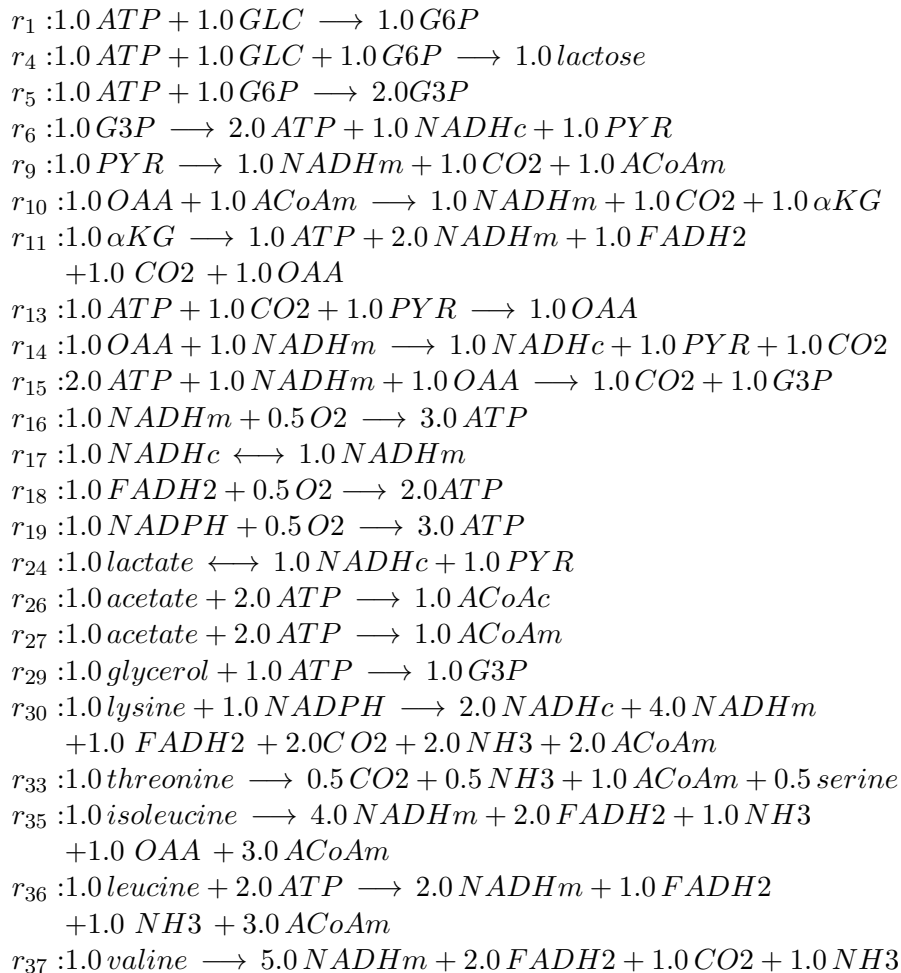 r₁ :1.0 ATP + 1.0 GLC ⟶ 1.0 G6P
r₄ :1.0 ATP + 1.0 GLC + 1.0 G6P ⟶ 1.0 lactose
r₅ :1.0 ATP + 1.0 G6P ⟶ 2.0G3P
r₆ :1.0 G3P ⟶ 2.0 ATP + 1.0 NADHc + 1.0 PYR
r₉ :1.0 PYR ⟶ 1.0 NADHm + 1.0 CO2 + 1.0 ACoAm
r₁₀ :1.0 OAA + 1.0 ACoAm ⟶ 1.0 NADHm + 1.0 CO2 + 1.0 αKG
r₁₁ :1.0 αKG ⟶ 1.0 ATP + 2.0 NADHm + 1.0 FADH2
+1.0 CO2 + 1.0 OAA
r₁₃ :1.0 ATP + 1.0 CO2 + 1.0 PYR ⟶ 1.0 OAA
r₁₄ :1.0 OAA + 1.0 NADHm ⟶ 1.0 NADHc + 1.0 PYR + 1.0 CO2
r₁₅ :2.0 ATP + 1.0 NADHm + 1.0 OAA ⟶ 1.0 CO2 + 1.0 G3P
r₁₆ :1.0 NADHm + 0.5 O2 ⟶ 3.0 ATP
r₁₇ :1.0 NADHc ⟷ 1.0 NADHm
r₁₈ :1.0 FADH2 + 0.5 O2 ⟶ 2.0ATP
r₁₉ :1.0 NADPH + 0.5 O2 ⟶ 3.0 ATP
r₂₄ :1.0 lactate ⟷ 1.0 NADHc + 1.0 PYR
r₂₆ :1.0 acetate + 2.0 ATP ⟶ 1.0 ACoAc
r₂₇ :1.0 acetate + 2.0 ATP ⟶ 1.0 ACoAm
r₂₉ :1.0 glycerol + 1.0 ATP ⟶ 1.0 G3P
r₃₀ :1.0 lysine + 1.0 NADPH ⟶ 2.0 NADHc + 4.0 NADHm
+1.0 FADH2 + 2.0C O2 + 2.0 NH3 + 2.0 ACoAm
r₃₃ :1.0 threonine ⟶ 0.5 CO2 + 0.5 NH3 + 1.0 ACoAm + 0.5 serine
r₃₅ :1.0 isoleucine ⟶ 4.0 NADHm + 2.0 FADH2 + 1.0 NH3
+1.0 OAA + 3.0 ACoAm
r₃₆ :1.0 leucine + 2.0 ATP ⟶ 2.0 NADHm + 1.0 FADH2
+1.0 NH3 + 3.0 ACoAm
r₃₇ :1.0 valine ⟶ 5.0 NADHm + 2.0 FADH2 + 1.0 CO2 + 1.0 NH3